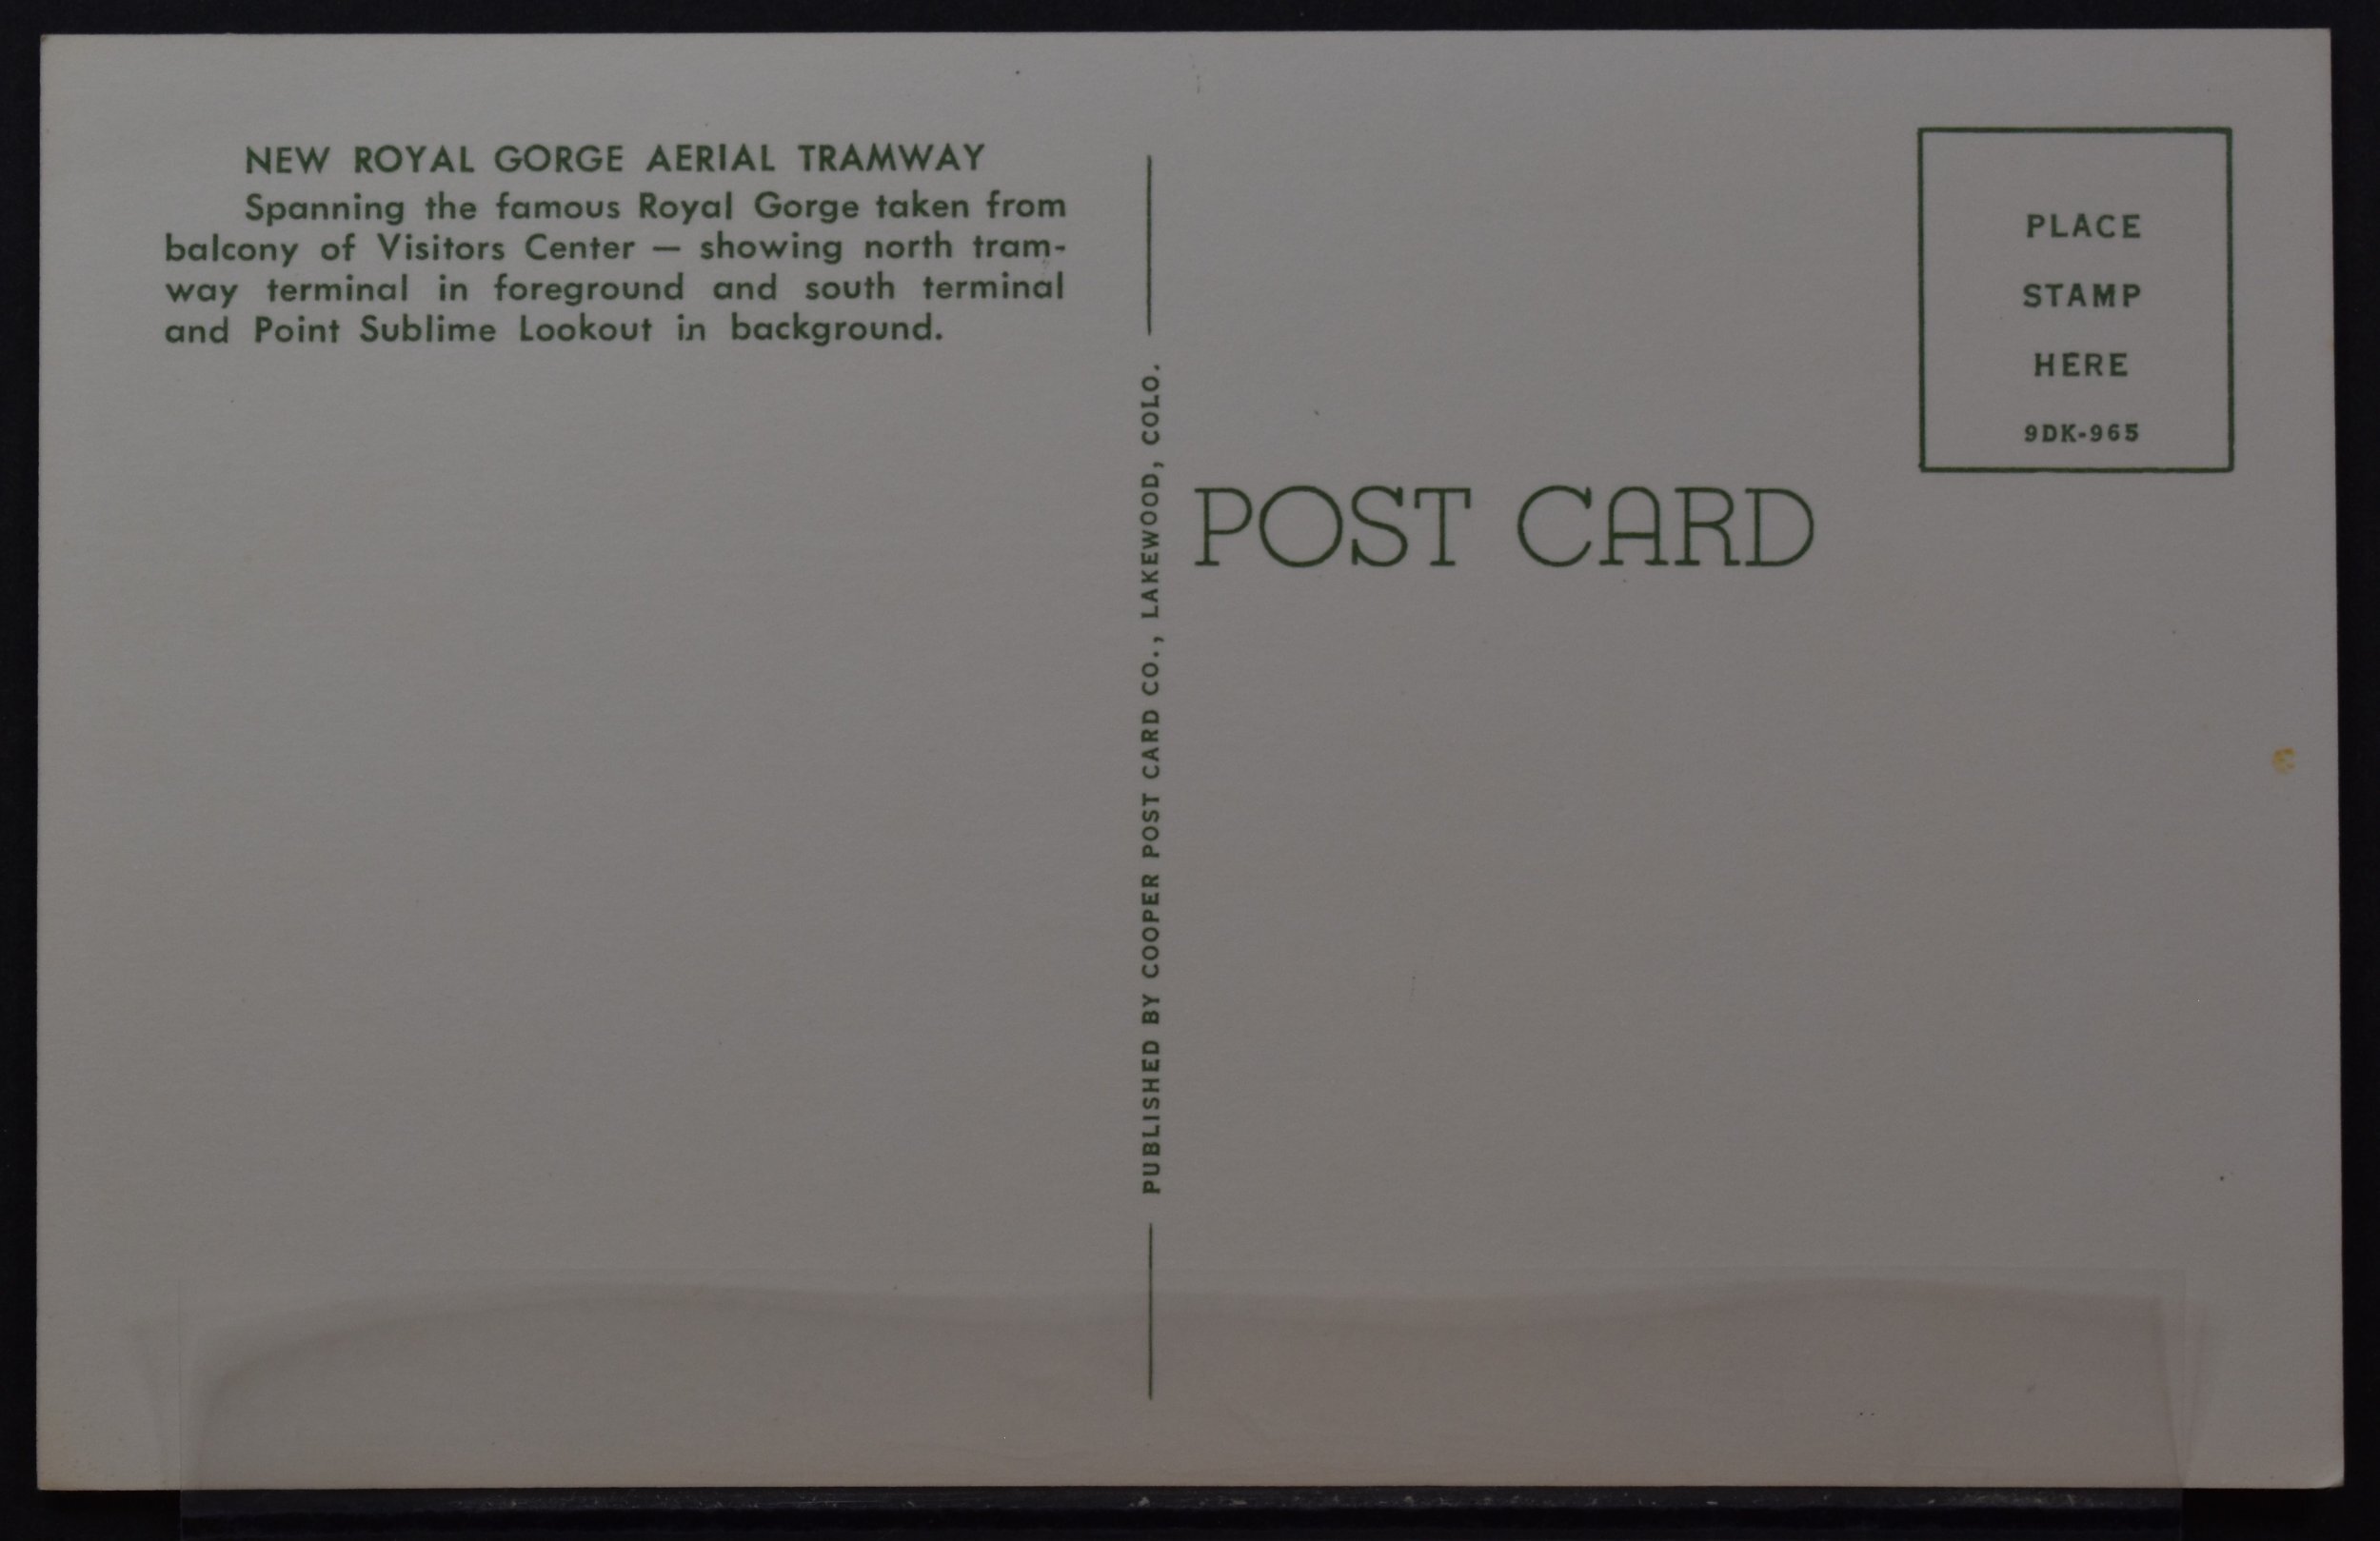 NEW ROYAL GORGE AERIAL TRAMWAY
Spanning the famous Royal Gorge taken from
balcony of Visitors Center — showing north tram-
way terminal in foreground and south terminal
and Point Sublime Lookout in background.
PUBLISHED BY COOPER POST CARD CO., LAKEWOOD, COLO.
POST CARD
PLACE
STAMP
HERE
9DK-965